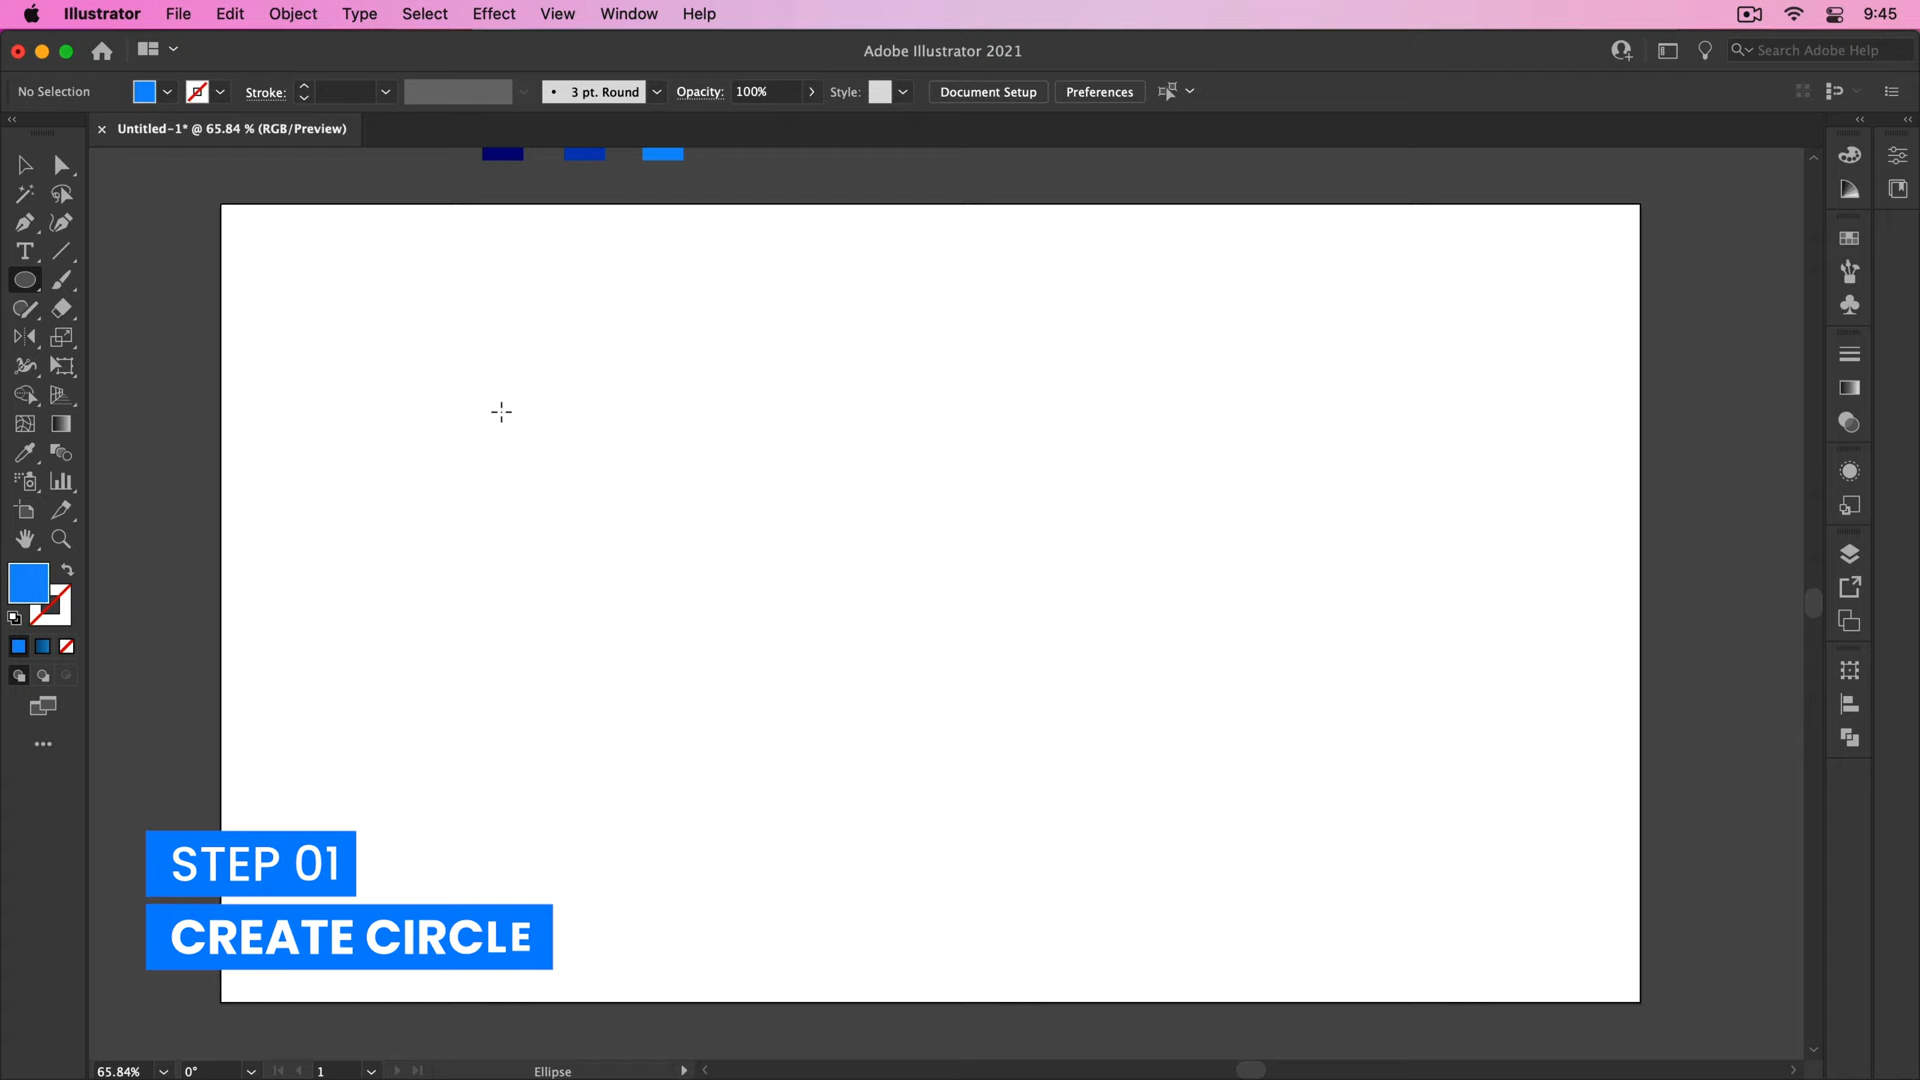 Illustrator File Edit Object Type Select Effect View Window Help 9:45
Adobe Illustrator 2021 Search Adobe Help
No Selection Stroke: 3 pt. Round Opacity: 100% Style: Document Setup Preferences
Untitled-1* @ 65.84 % (RGB/Preview)
STEP 01
CREATE CIRCLE
65.84% 0° 1 Ellipse